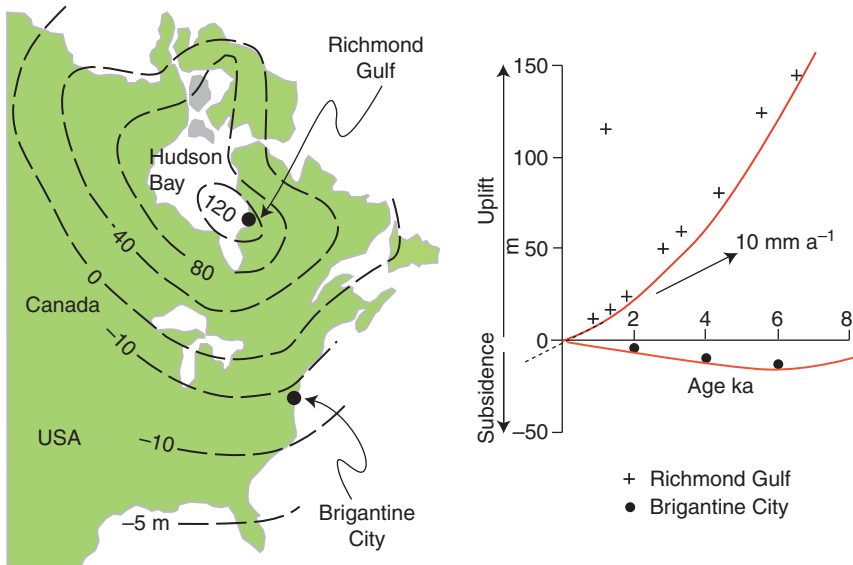 Richmond
Gulf
Hudson
Bay
120
40
80
0
Canada
–10
USA
–10
–5 m
Brigantine
City
150
100
50
0
–50
Uplift
m
Subsidence
10 mm a⁻¹
2
4
6
8
Age ka
+ Richmond Gulf
● Brigantine City